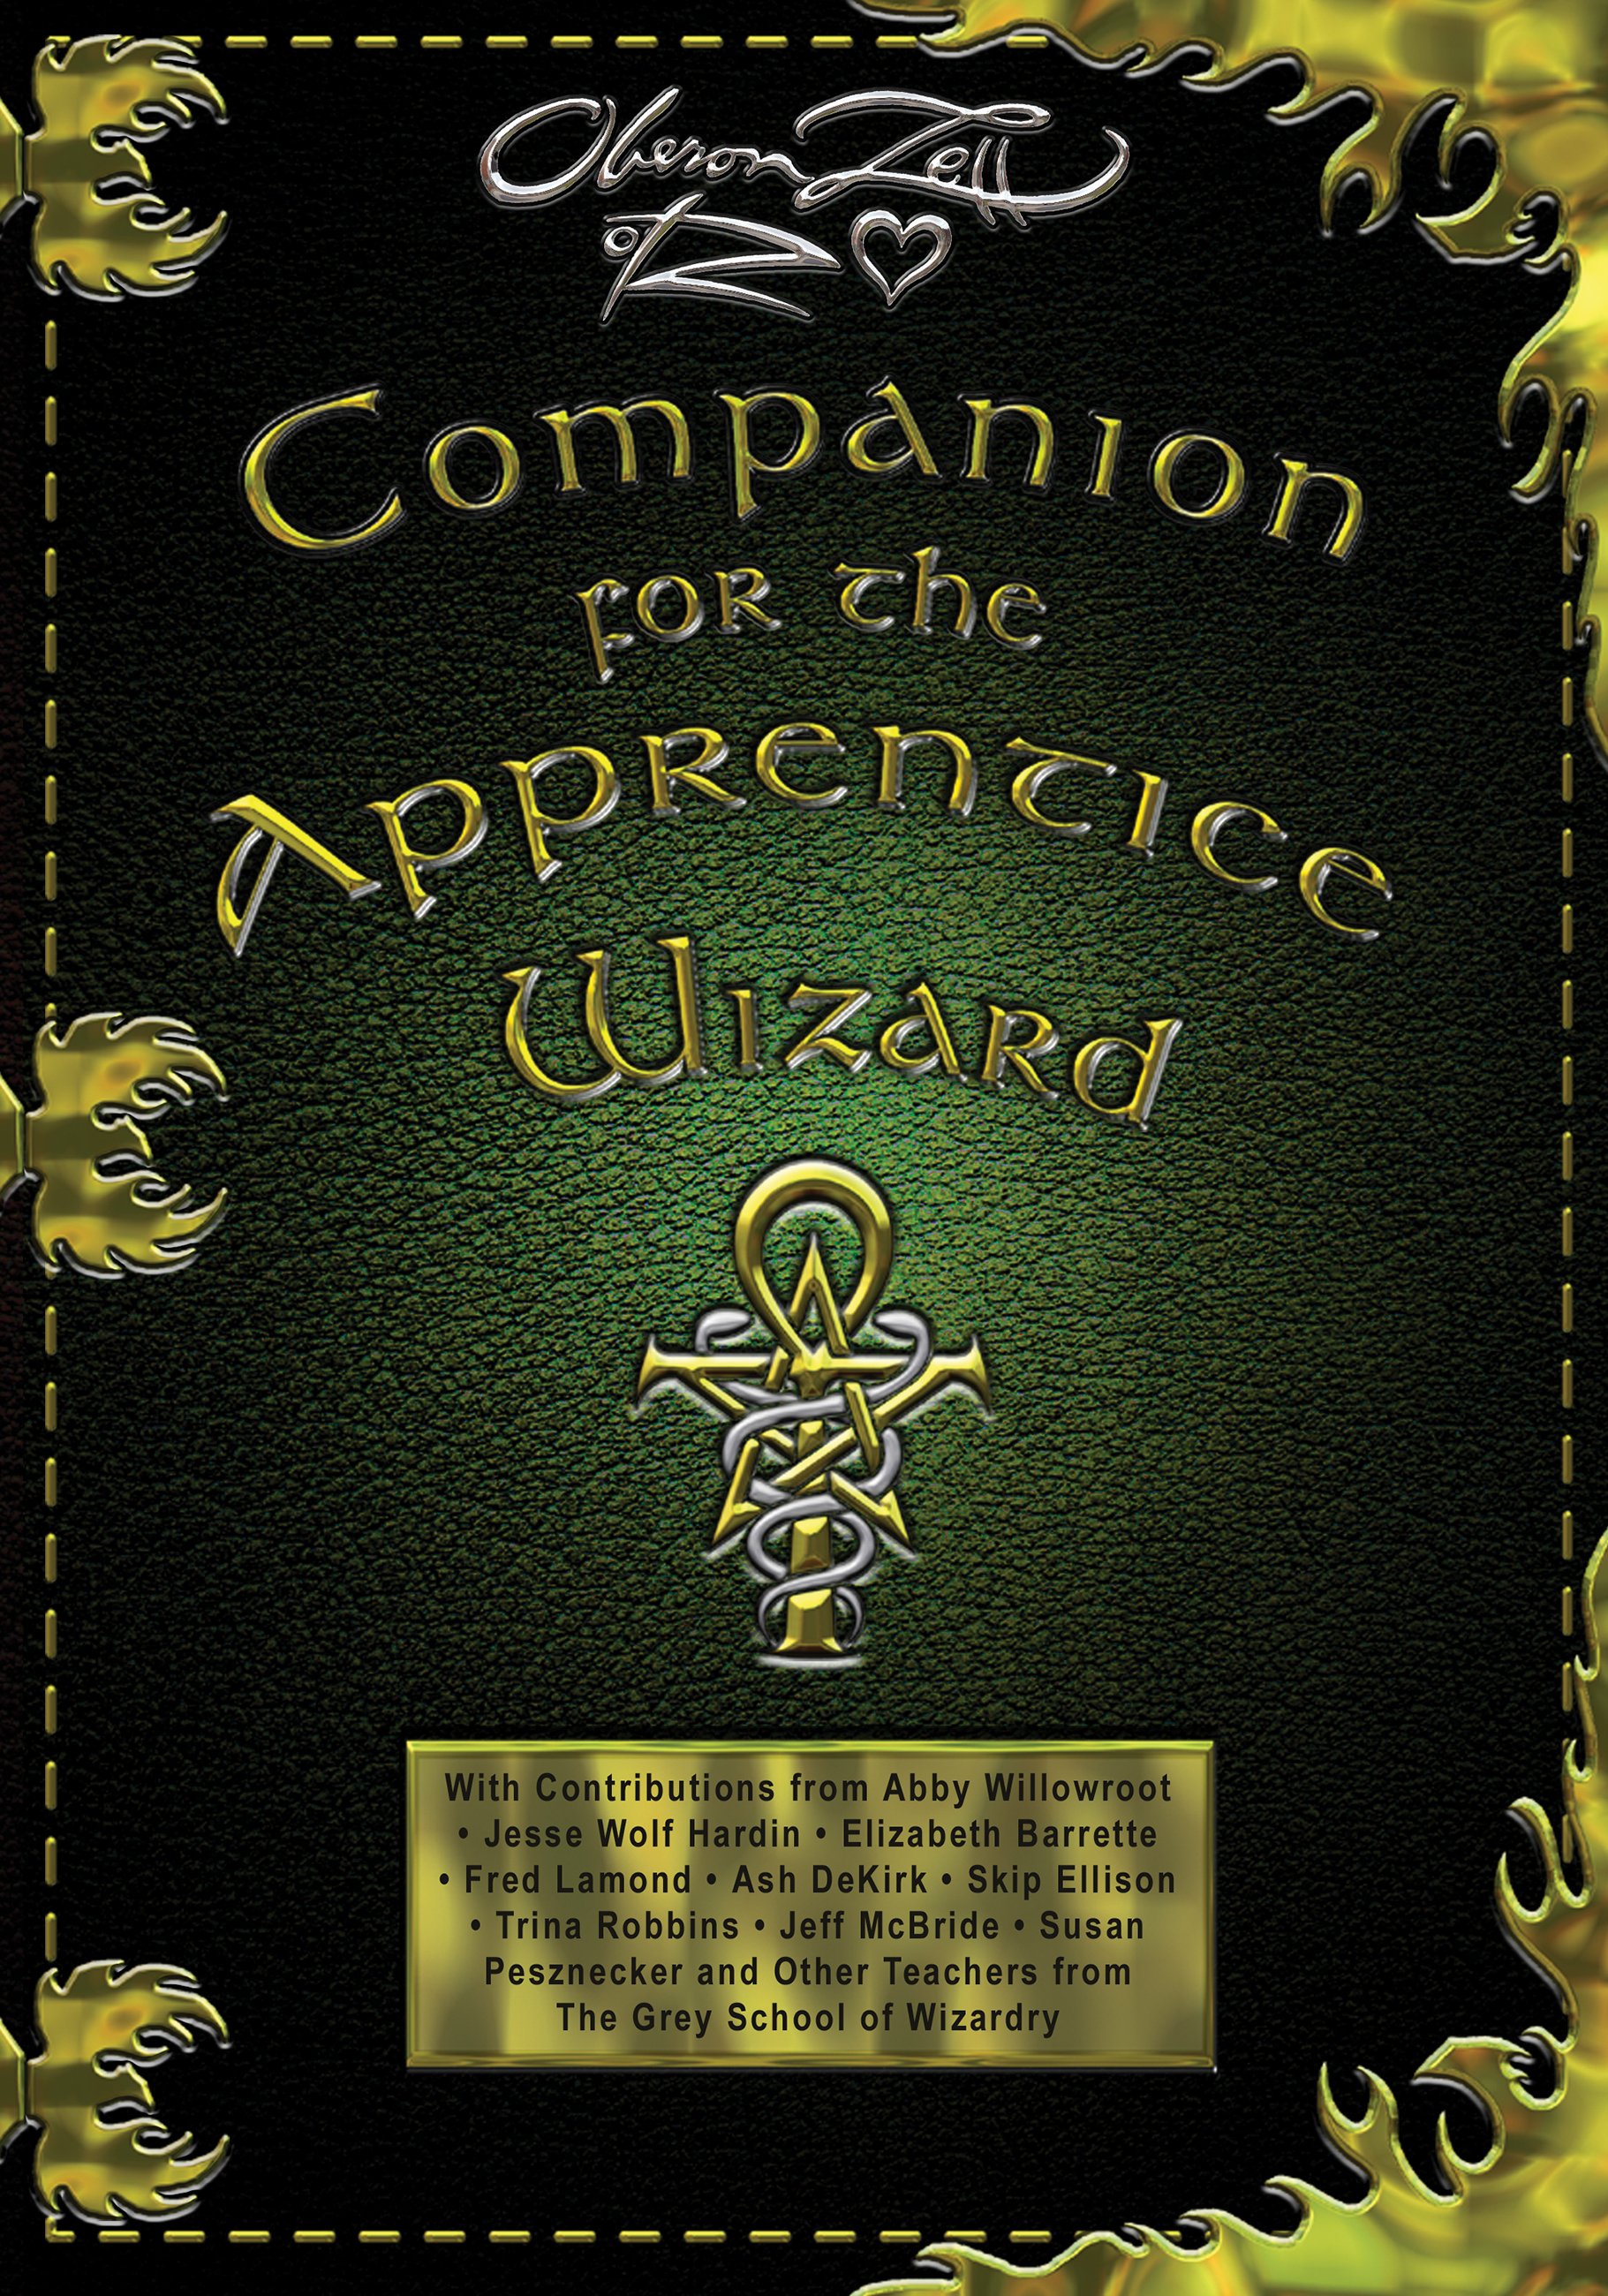 Oberon Zell
OZ
Companion
for the
Apprentice
Wizard
With Contributions from Abby Willowroot
• Jesse Wolf Hardin • Elizabeth Barrette
• Fred Lamond • Ash DeKirk • Skip Ellison
• Trina Robbins • Jeff McBride • Susan
Pesznecker and Other Teachers from
The Grey School of Wizardry